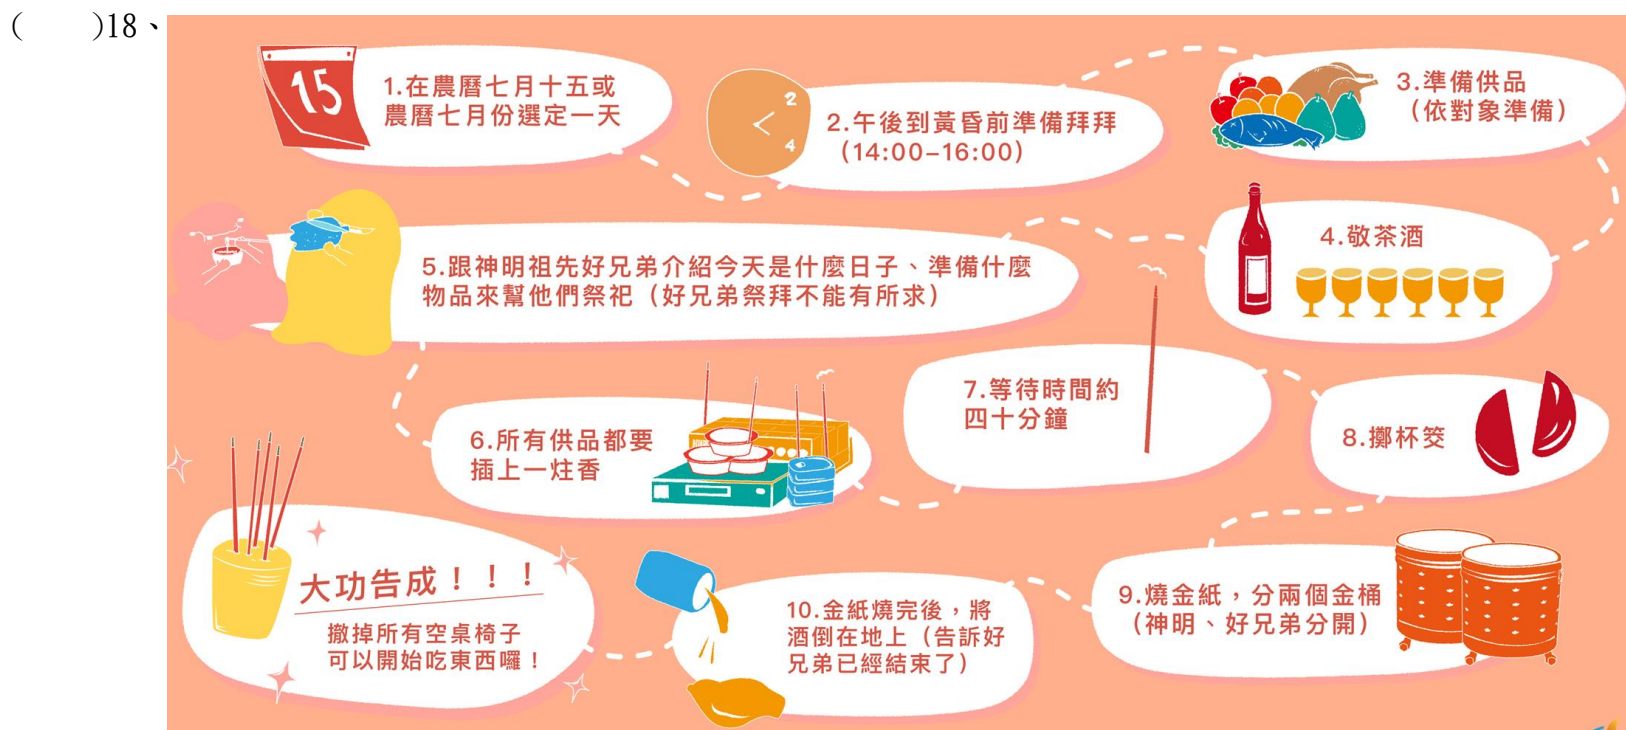 (　　)18、
15
1.在農曆七月十五或
農曆七月份選定一天
2
4
2.午後到黃昏前準備拜拜
（14:00–16:00）
3.準備供品
（依對象準備）
4.敬茶酒
5.跟神明祖先好兄弟介紹今天是什麼日子、準備什麼
物品來幫他們祭祀（好兄弟祭拜不能有所求）
6.所有供品都要
插上一炷香
7.等待時間約
四十分鐘
8.擲杯筊
9.燒金紙，分兩個金桶
（神明、好兄弟分開）
10.金紙燒完後，將
酒倒在地上（告訴好
兄弟已經結束了）
大功告成！！！
撤掉所有空桌椅子
可以開始吃東西囉！